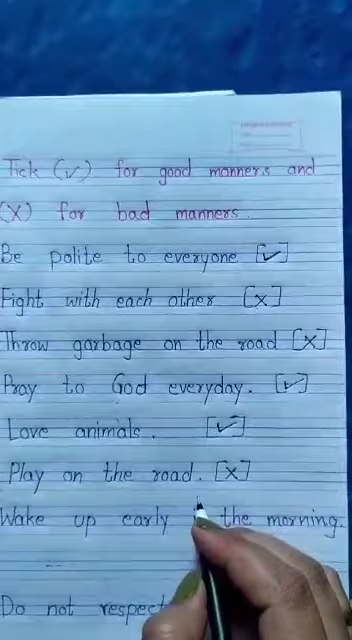 Tick (✓) for good manners and
(X) for bad manners.
Be polite to everyone [✓]
Fight with each other [x]
Throw garbage on the road [x]
Pray to God everyday. [✓]
Love animals. [✓]
Play on the road. [x]
Wake up early the morning.
Do not respect